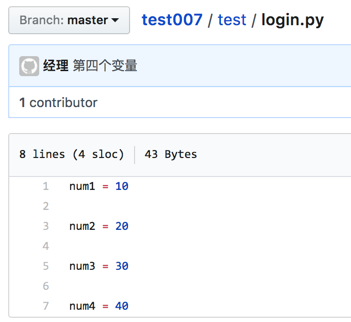 Branch: master test007 / test / login.py
经理 第四个变量
1 contributor
8 lines (4 sloc) 43 Bytes
1 num1 = 10
2
3 num2 = 20
4
5 num3 = 30
6
7 num4 = 40